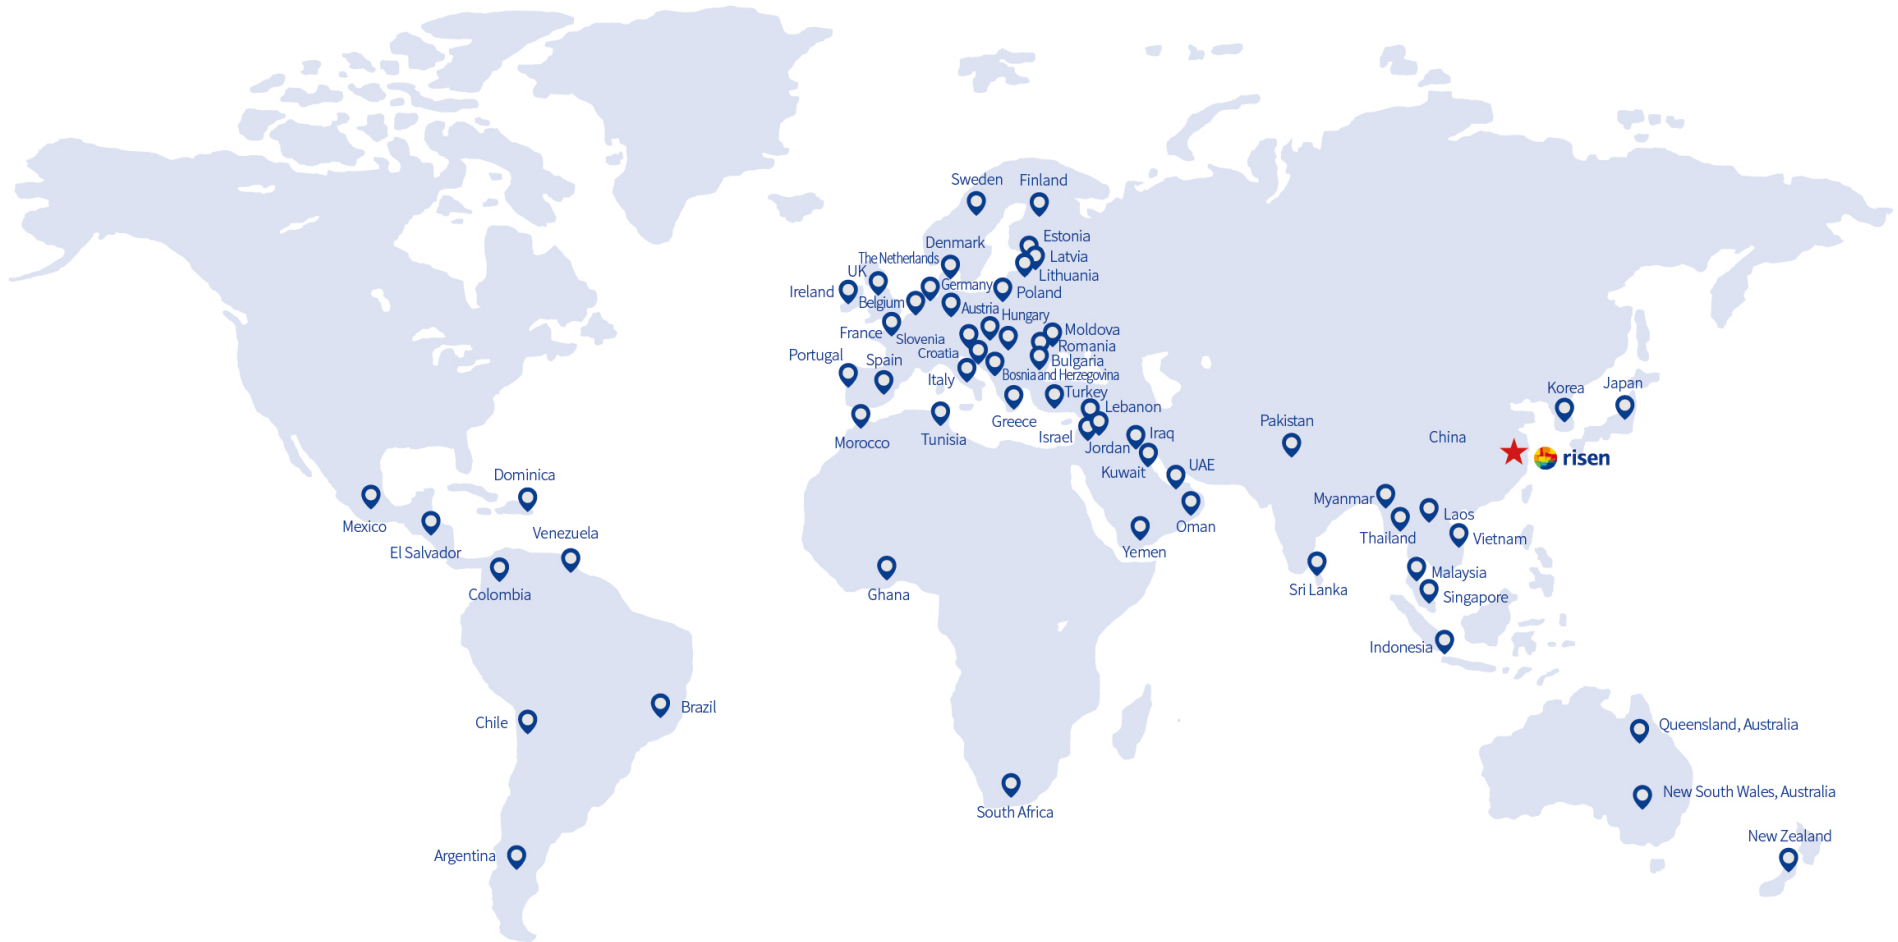 Sweden
Finland
Denmark
Estonia
The Netherlands
Latvia
UK
Lithuania
Ireland
Germany
Poland
Belgium
Austria
Hungary
France
Slovenia
Moldova
Romania
Portugal
Spain
Croatia
Bulgaria
Italy
Bosnia and Herzegovina
Turkey
Greece
Lebanon
Morocco
Tunisia
Israel
Iraq
Jordan
Kuwait
UAE
Oman
Yemen
Pakistan
China
risen
Korea
Japan
Myanmar
Laos
Thailand
Vietnam
Sri Lanka
Malaysia
Singapore
Indonesia
Dominica
Mexico
El Salvador
Venezuela
Colombia
Ghana
Brazil
Chile
Argentina
South Africa
Queensland, Australia
New South Wales, Australia
New Zealand